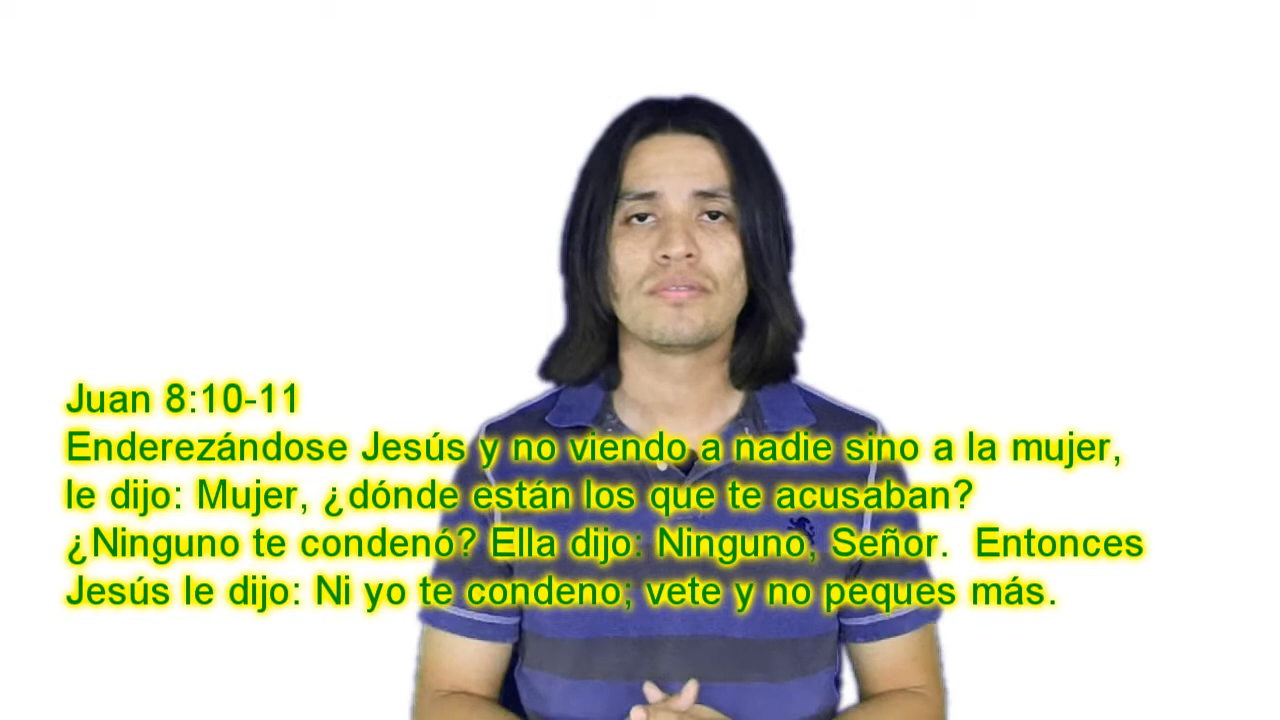 Juan 8:10-11
Enderezándose Jesús y no viendo a nadie sino a la mujer,
le dijo: Mujer, ¿dónde están los que te acusaban?
¿Ninguno te condenó? Ella dijo: Ninguno, Señor.  Entonces
Jesús le dijo: Ni yo te condeno; vete y no peques más.